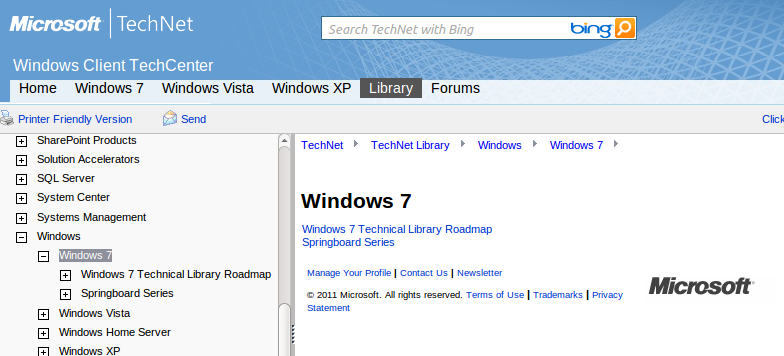 Microsoft | TechNet
Search TechNet with Bing
bing
Windows Client TechCenter
Home Windows 7 Windows Vista Windows XP Library Forums
Printer Friendly Version Send Click
SharePoint Products
Solution Accelerators
SQL Server
System Center
Systems Management
Windows
Windows 7
Windows 7 Technical Library Roadmap
Springboard Series
Windows Vista
Windows Home Server
Windows XP
TechNet TechNet Library Windows Windows 7
Windows 7
Windows 7 Technical Library Roadmap
Springboard Series
Manage Your Profile | Contact Us | Newsletter
© 2011 Microsoft. All rights reserved. Terms of Use | Trademarks | Privacy
Statement
Microsoft